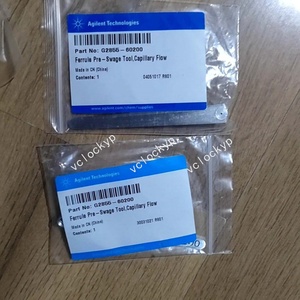 Agilent Technologies
Part No: G2855-60200
Ferrule Pre-Swage Tool,Capillary Flow
Made in CN (China)
Contents: 1
04051017 R001
vclockyp
Agilent Technologies
Part No: G2855-60200
Ferrule Pre-Swage Tool,Capillary Flow
Made in CN (China)
Contents: 1
vclockyp